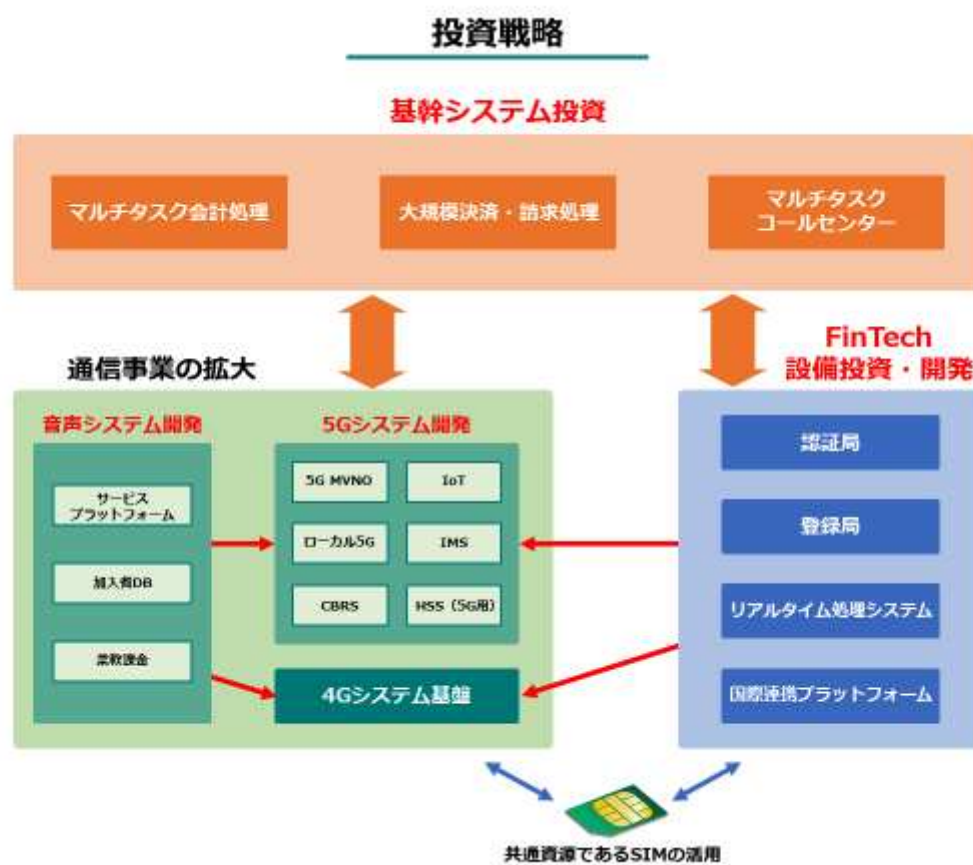 投資戦略
基幹システム投資
マルチタスク会計処理
大規模決済・請求処理
マルチタスク
コールセンター
通信事業の拡大
FinTech
設備投資・開発
音声システム開発
サービス
プラットフォーム
加入者DB
柔軟課金
5Gシステム開発
5G MVNO
IoT
ローカル5G
IMS
CBRS
HSS（5G用）
4Gシステム基盤
認証局
登録局
リアルタイム処理システム
国際連携プラットフォーム
共通資源であるSIMの活用